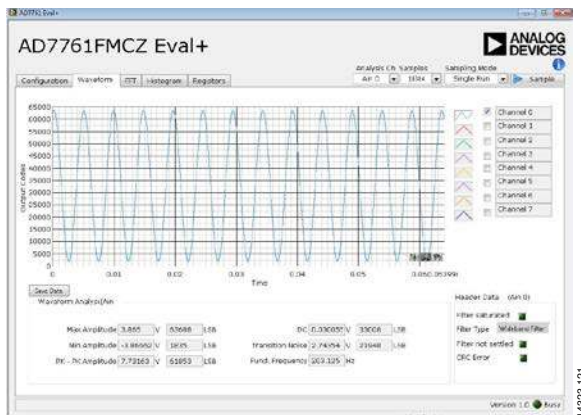 AD7761 Eval+
AD7761FMCZ Eval+
ANALOG
DEVICES
Analysis Ch Samples Sampling Mode
Configuration Waveform FFT Histogram Registers
Ain 0 Single Run Sample
65000
60000
55000
50000
45000
40000
35000
30000
25000
20000
15000
10000
5000
0
Output Codes
0 0.01 0.02 0.03 0.04 0.05
Time
Channel 0
Channel 1
Channel 2
Channel 3
Channel 4
Channel 5
Channel 6
Channel 7
Save Data
Waveform Analysis/Ain
Max Amplitude 3.865 V 63688 LSB
Min Amplitude V 1835 LSB
PK - PK Amplitude 7.73163 V 61853 LSB
DC V 33008 LSB
Transition Noise 2.74354 V 21948 LSB
Fund. Frequency 203.125 Hz
Header Data (Ain 0)
Filter saturated
Filter Type Wideband Filter
Filter not settled
CRC Error
Version 1.0 Busy